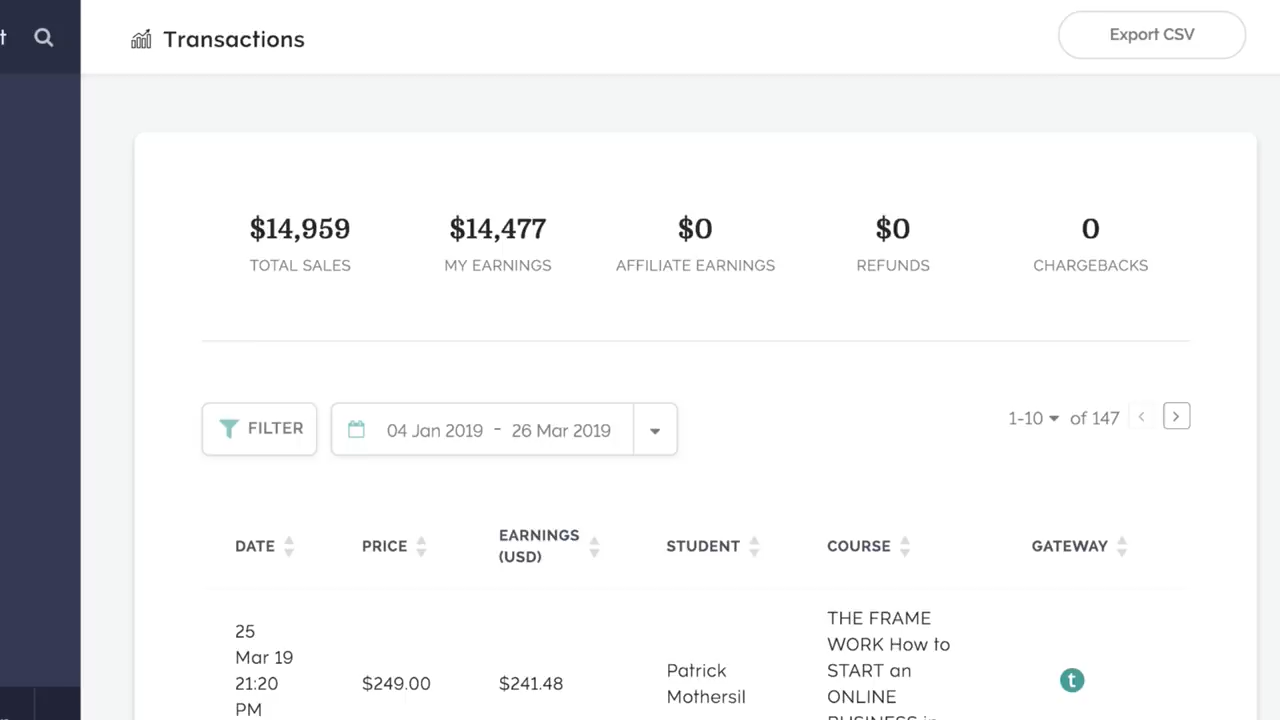 t
Transactions
Export CSV
$14,959
$14,477
$0
$0
0
TOTAL SALES
MY EARNINGS
AFFILIATE EARNINGS
REFUNDS
CHARGEBACKS
FILTER
04 Jan 2019 - 26 Mar 2019
1-10 of 147
DATE
PRICE
EARNINGS
(USD)
STUDENT
COURSE
GATEWAY
25
Mar 19
21:20
PM
$249.00
$241.48
Patrick
Mothersil
THE FRAME
WORK How to
START an
ONLINE
BUSINESS in
t